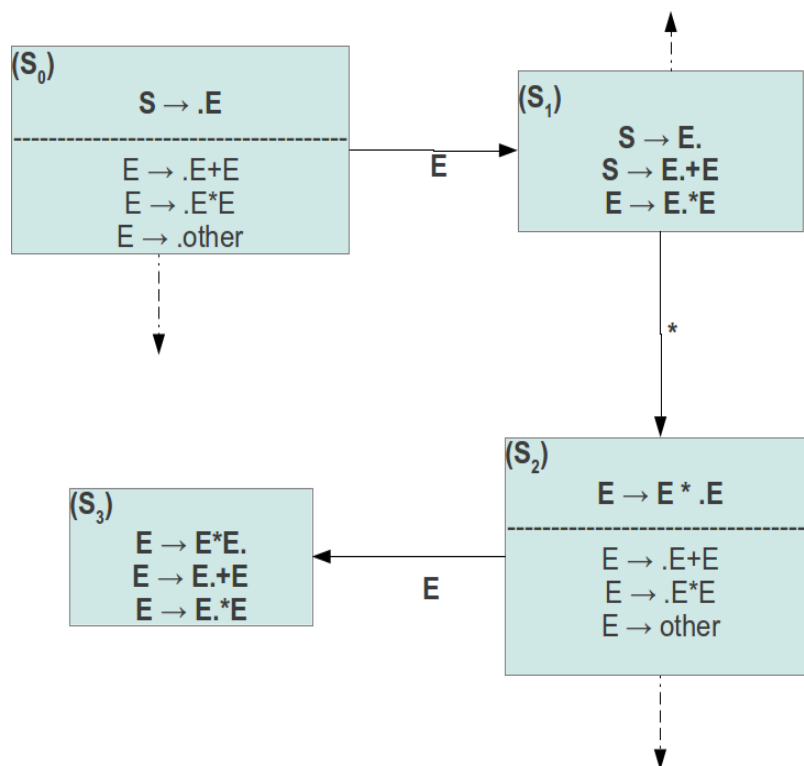 (S₀)
S → .E
E → .E+E
E → .E*E
E → .other
E
(S₁)
S → E.
S → E.+E
E → E.*E
*
(S₂)
E → E * .E
E → .E+E
E → .E*E
E → other
E
(S₃)
E → E*E.
E → E.+E
E → E.*E